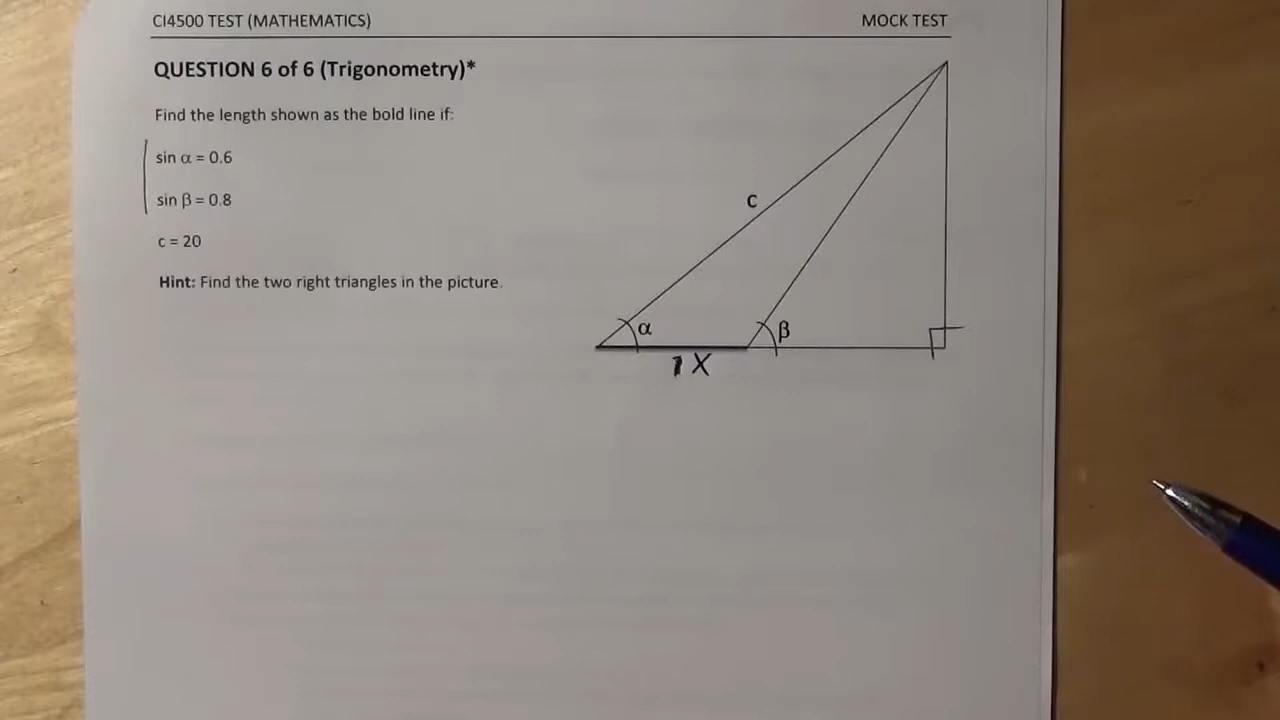 CI4500 TEST (MATHEMATICS) MOCK TEST
QUESTION 6 of 6 (Trigonometry)*
Find the length shown as the bold line if:
sin α = 0.6
sin β = 0.8
c = 20
Hint: Find the two right triangles in the picture.
c
α
β
X